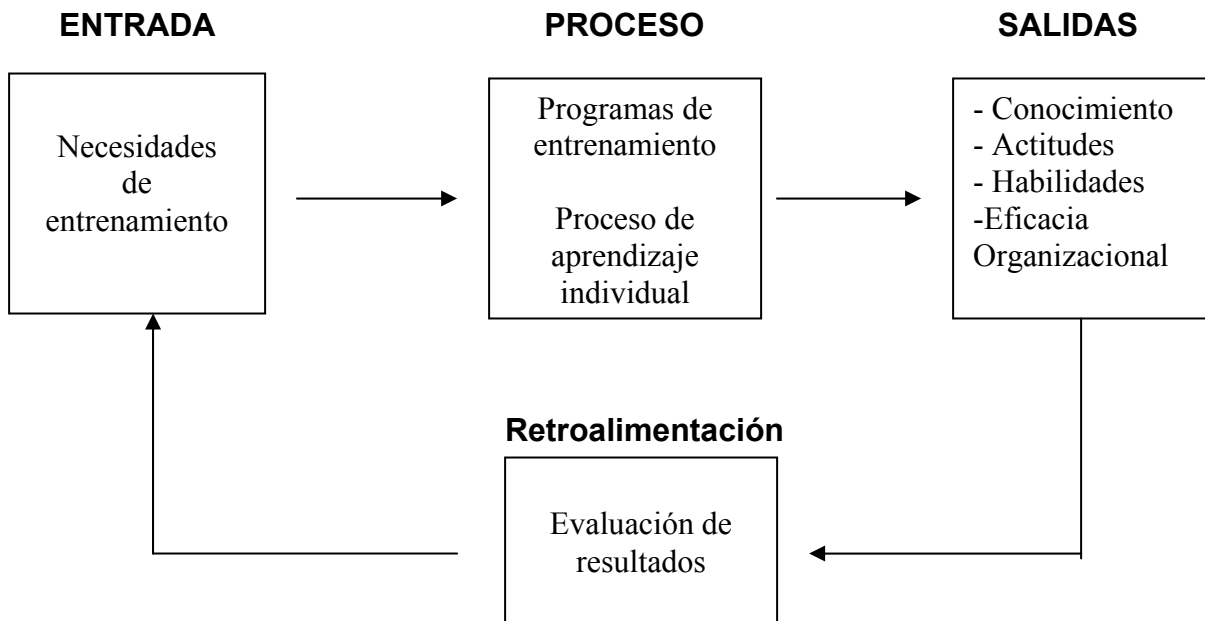 ENTRADA
PROCESO
SALIDAS
Necesidades
de
entrenamiento
Programas de
entrenamiento
Proceso de
aprendizaje
individual
- Conocimiento
- Actitudes
- Habilidades
-Eficacia
Organizacional
Retroalimentación
Evaluación de
resultados